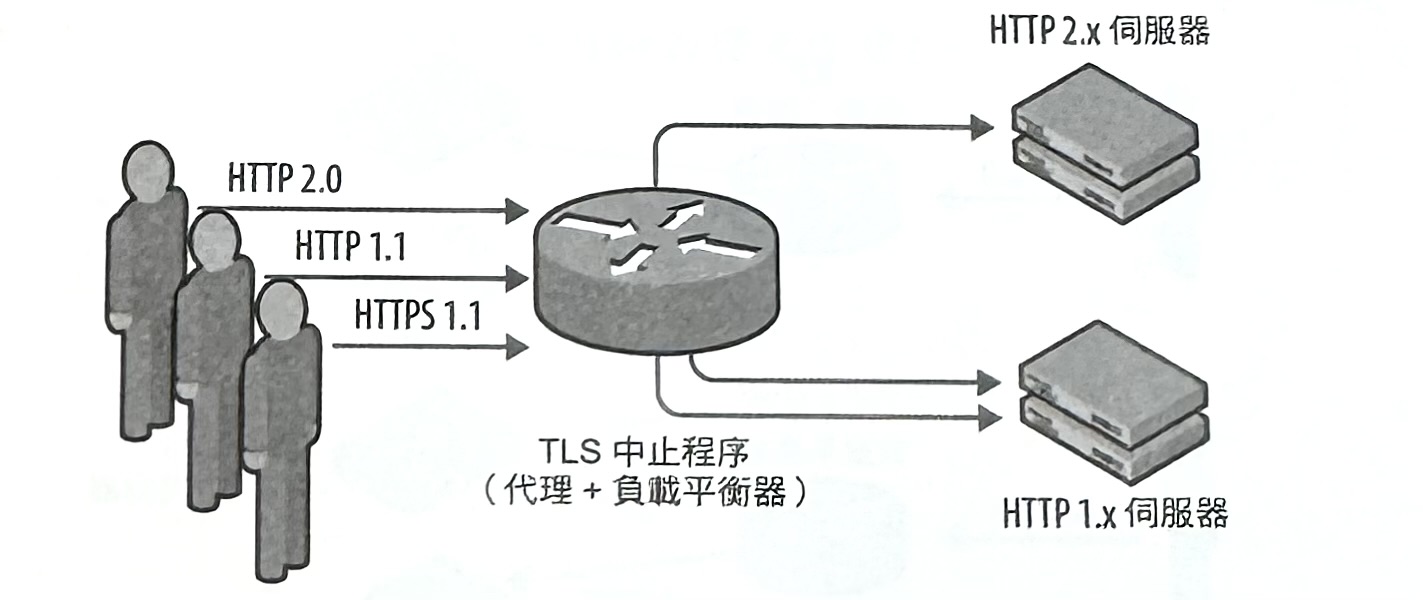 HTTP 2.x 伺服器
HTTP 2.0
HTTP 1.1
HTTPS 1.1
TLS 中止程序
（代理 + 負載平衡器）
HTTP 1.x 伺服器